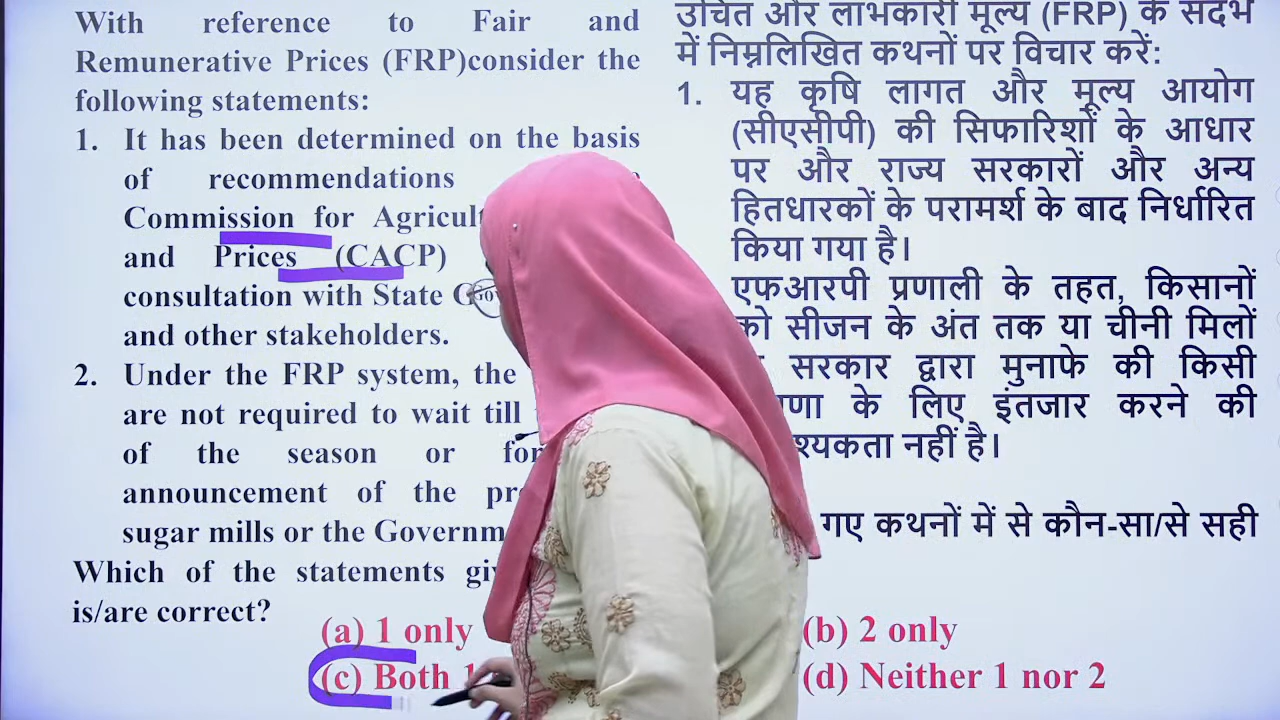 With reference to Fair and
Remunerative Prices (FRP)consider the
following statements:
1. It has been determined on the basis
of recommendations
Commission for
and Prices (CACP)
consultation with State
and other stakeholders.
2. Under the FRP system, the
are not required to wait till
of the season or
announcement of the
sugar mills or the
Which of the statements
is/are correct?
(a) 1 only
(b) 2 only
(c) Both
(d) Neither 1 nor 2
उचित और लाभकारी मूल्य (FRP) के संदर्भ
में निम्नलिखित कथनों पर विचार करें:
1. यह कृषि लागत और मूल्य आयोग
(सीएसीपी) की सिफारिशों के आधार
पर और राज्य सरकारों और अन्य
हितधारकों के परामर्श के बाद निर्धारित
किया गया है।
एफआरपी प्रणाली के तहत, किसानों
को सीजन के अंत तक या चीनी मिलों
सरकार द्वारा मुनाफे की किसी
के लिए इंतजार करने की
नहीं है।
गए कथनों में से कौन-सा/से सही